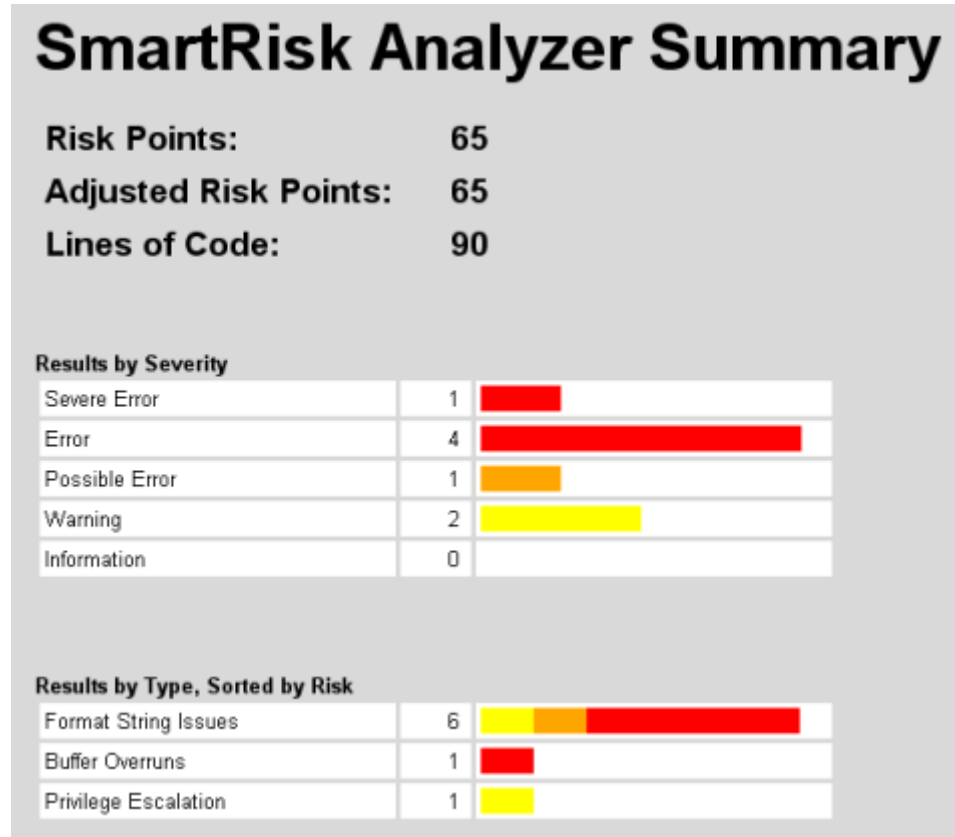 SmartRisk Analyzer Summary
Risk Points: 65
Adjusted Risk Points: 65
Lines of Code: 90
Results by Severity
Severe Error 1
Error 4
Possible Error 1
Warning 2
Information 0
Results by Type, Sorted by Risk
Format String Issues 6
Buffer Overruns 1
Privilege Escalation 1